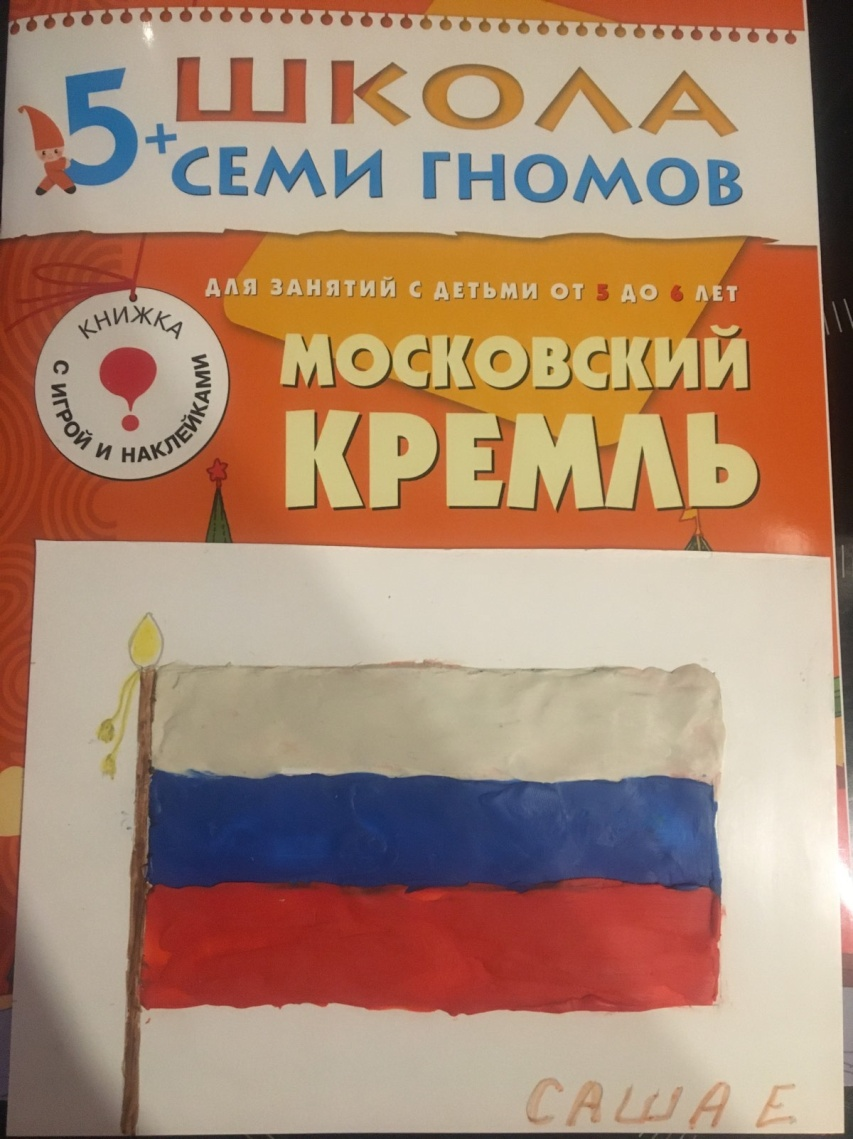 5+ ШКОЛА
СЕМИ ГНОМОВ
ДЛЯ ЗАНЯТИЙ С ДЕТЬМИ ОТ 5 ДО 6 ЛЕТ
КНИЖКА
С ИГРОЙ И НАКЛЕЙКАМИ
МОСКОВСКИЙ
КРЕМЛЬ
САША Е